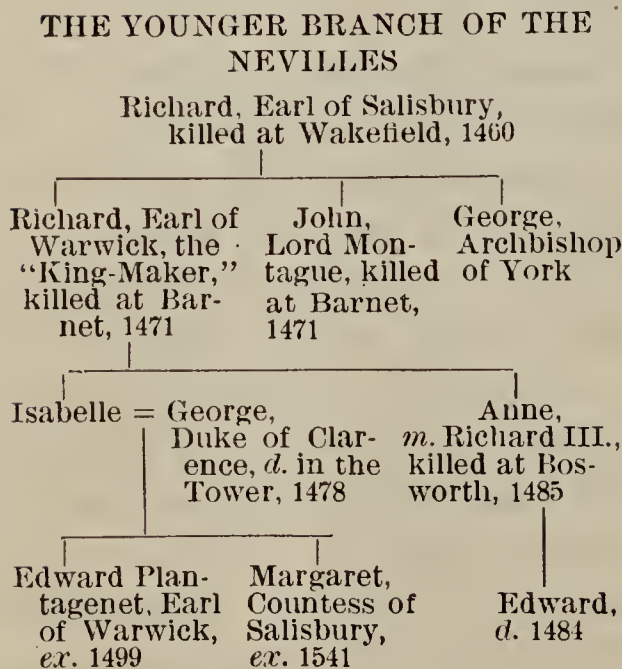 THE YOUNGER BRANCH OF THE
NEVILLES
Richard, Earl of Salisbury,
killed at Wakefield, 1460
Richard, Earl of
Warwick, the
“King-Maker,”
killed at Bar-
net, 1471
John,
Lord Mon-
tague, killed
at Barnet,
1471
George,
Archbishop
of York
Isabelle = George,
Duke of Clar-
ence, d. in the
Tower, 1478
Anne,
m. Richard III.,
killed at Bos-
worth, 1485
Edward Plan-
tagenet, Earl
of Warwick,
ex. 1499
Margaret,
Countess of
Salisbury,
ex. 1541
Edward,
d. 1484